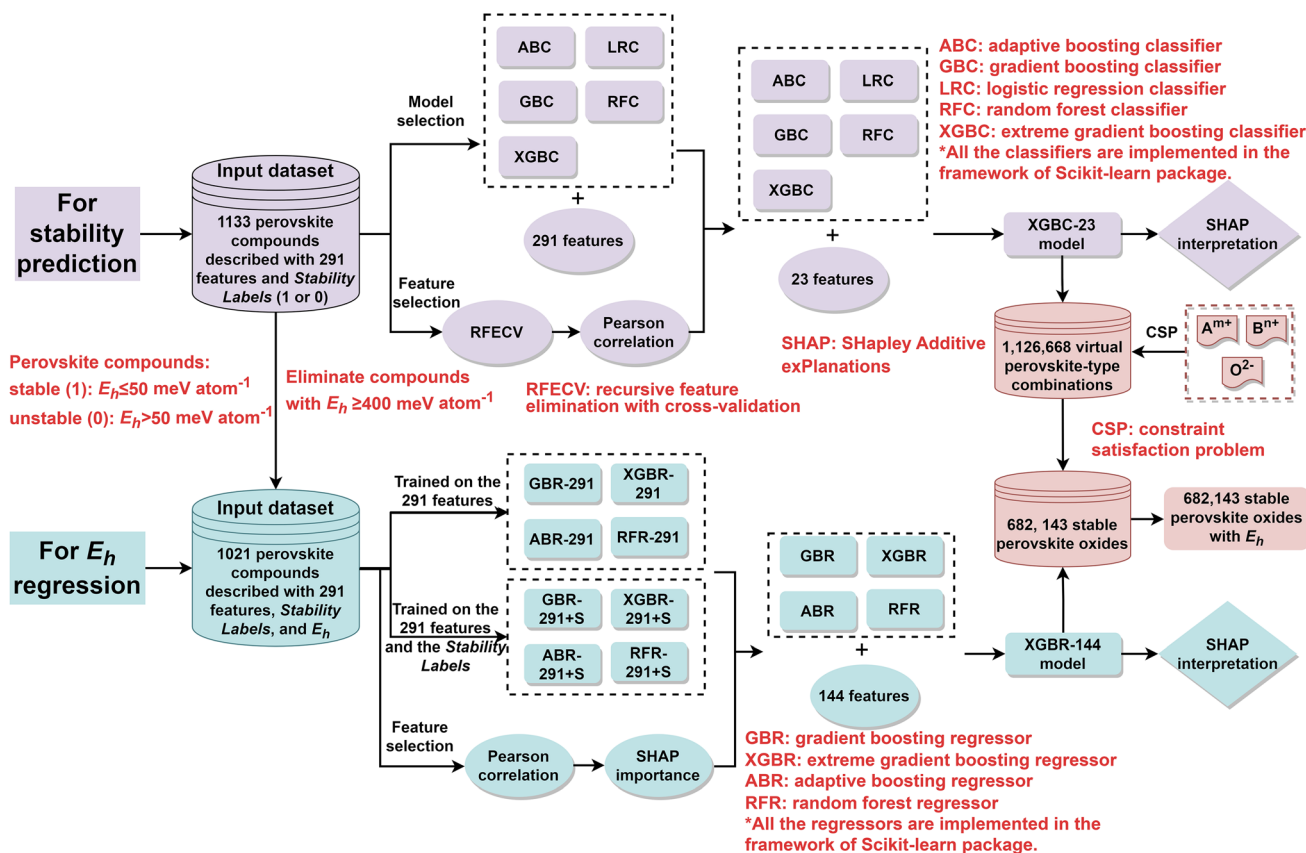 For
stability
prediction
Input dataset
1133 perovskite
compounds
described with 291
features and Stability
Labels (1 or 0)
Model
selection
ABC
LRC
GBC
RFC
XGBC
+
291 features
Feature
selection
RFECV
Pearson
correlation
ABC
LRC
GBC
RFC
XGBC
+
23 features
ABC: adaptive boosting classifier
GBC: gradient boosting classifier
LRC: logistic regression classifier
RFC: random forest classifier
XGBC: extreme gradient boosting classifier
*All the classifiers are implemented in the
framework of Scikit-learn package.
XGBC-23
model
SHAP
interpretation
1,126,668 virtual
perovskite-type
combinations
CSP
A^m+
B^n+
O^2-
SHAP: SHapley Additive
exPlanations
CSP: constraint
satisfaction problem
Perovskite compounds:
stable (1): E_h≤50 meV atom^-1
unstable (0): E_h>50 meV atom^-1
Eliminate compounds
with E_h ≥400 meV atom^-1
RFECV: recursive feature
elimination with cross-validation
For E_h
regression
Input dataset
1021 perovskite
compounds
described with 291
features, Stability
Labels, and E_h
Trained on the
291 features
GBR-291
XGBR-
291
ABR-291
RFR-291
Trained on the
291 features
and the Stability
Labels
GBR-
291+S
XGBR-
291+S
ABR-
291+S
RFR-
291+S
Feature
selection
Pearson
correlation
SHAP
importance
GBR
XGBR
ABR
RFR
+
144 features
682, 143 stable
perovskite oxides
682,143 stable
perovskite oxides
with E_h
XGBR-144
model
SHAP
interpretation
GBR: gradient boosting regressor
XGBR: extreme gradient boosting regressor
ABR: adaptive boosting regressor
RFR: random forest regressor
*All the regressors are implemented in the
framework of Scikit-learn package.